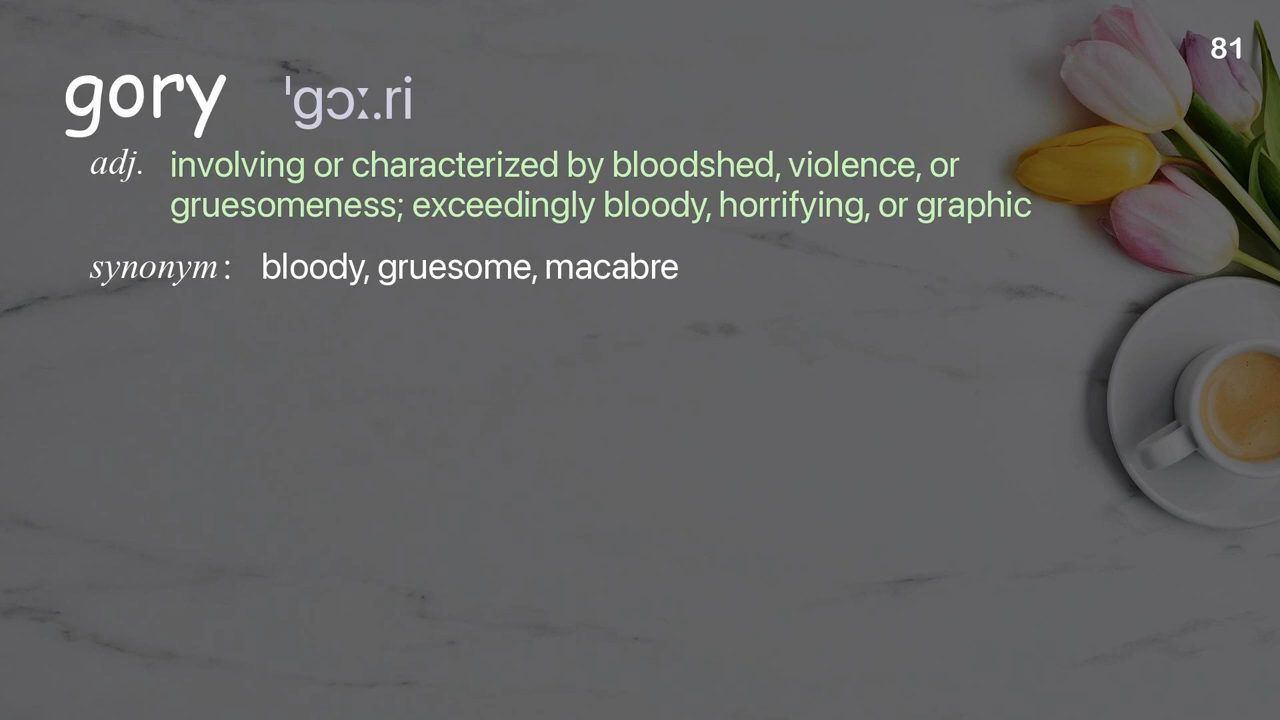 81
gory ˈɡɔː.ri
adj. involving or characterized by bloodshed, violence, or
gruesomeness; exceedingly bloody, horrifying, or graphic
synonym: bloody, gruesome, macabre